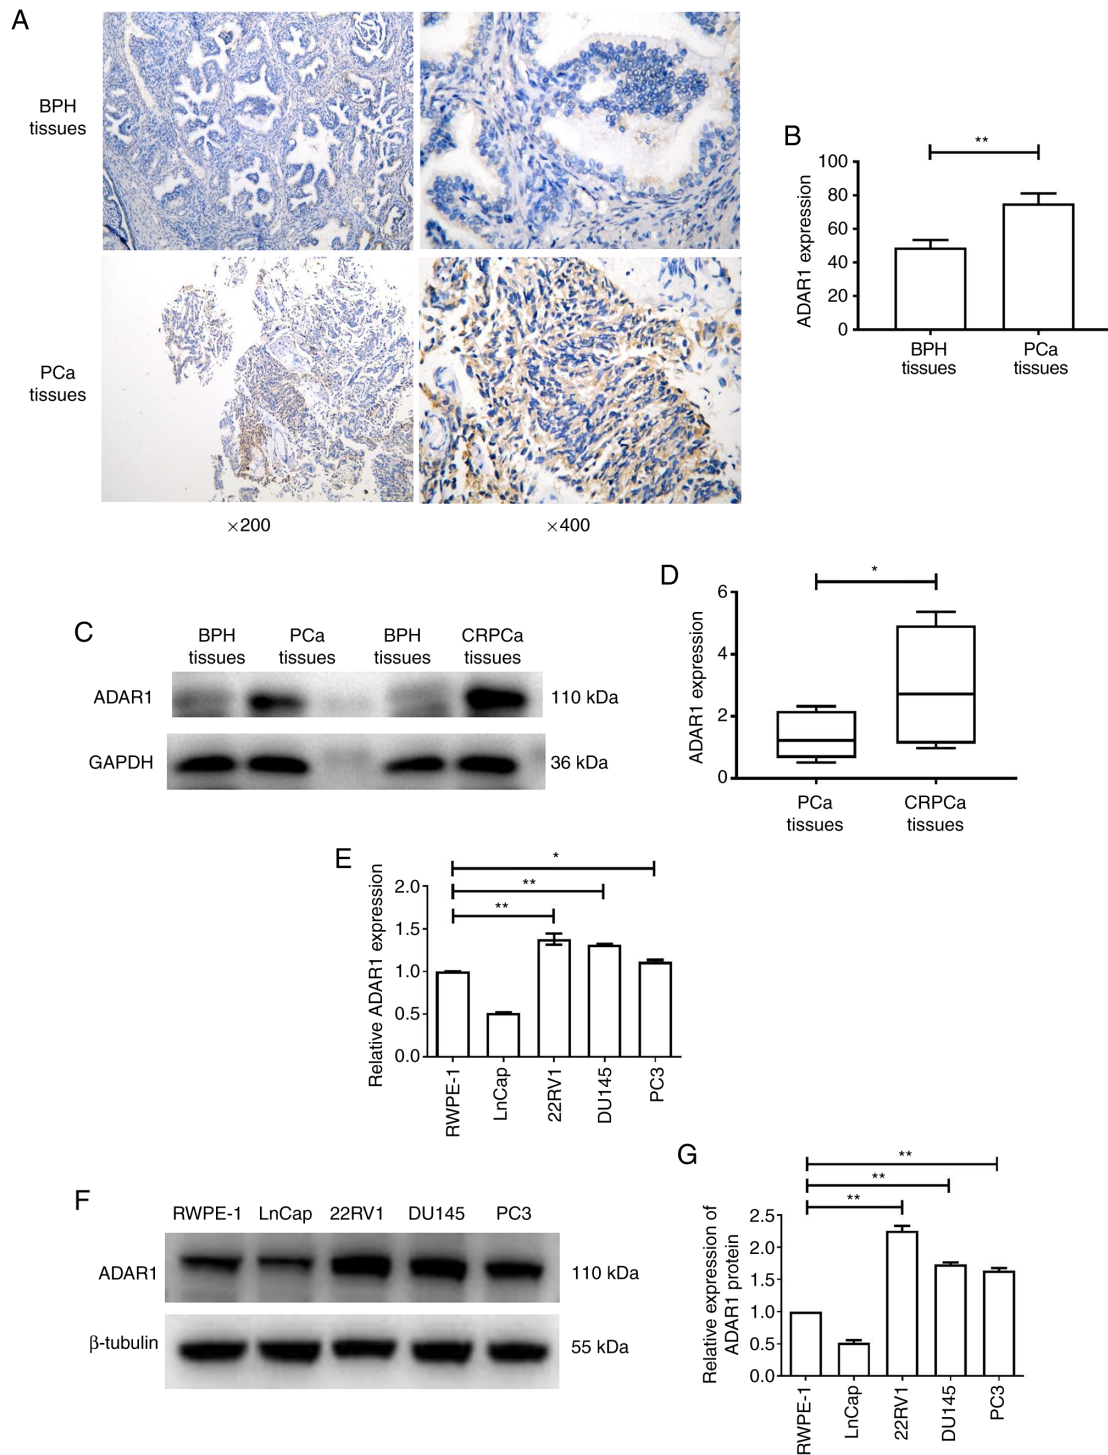 A
BPH
tissues
PCa
tissues
×200
×400
B
**
ADAR1 expression
100
80
60
40
20
0
BPH
tissues
PCa
tissues
C
BPH
tissues
PCa
tissues
BPH
tissues
CRPCa
tissues
ADAR1
110 kDa
GAPDH
36 kDa
D
*
ADAR1 expression
6
4
2
0
PCa
tissues
CRPCa
tissues
E
*
**
**
Relative ADAR1 expression
2.0
1.5
1.0
0.5
0.0
RWPE-1
LnCap
22RV1
DU145
PC3
F
RWPE-1 LnCap 22RV1 DU145 PC3
ADAR1
110 kDa
β-tubulin
55 kDa
G
**
**
**
Relative expression of
ADAR1 protein
2.5
2.0
1.5
1.0
0.5
0.0
RWPE-1
LnCap
22RV1
DU145
PC3